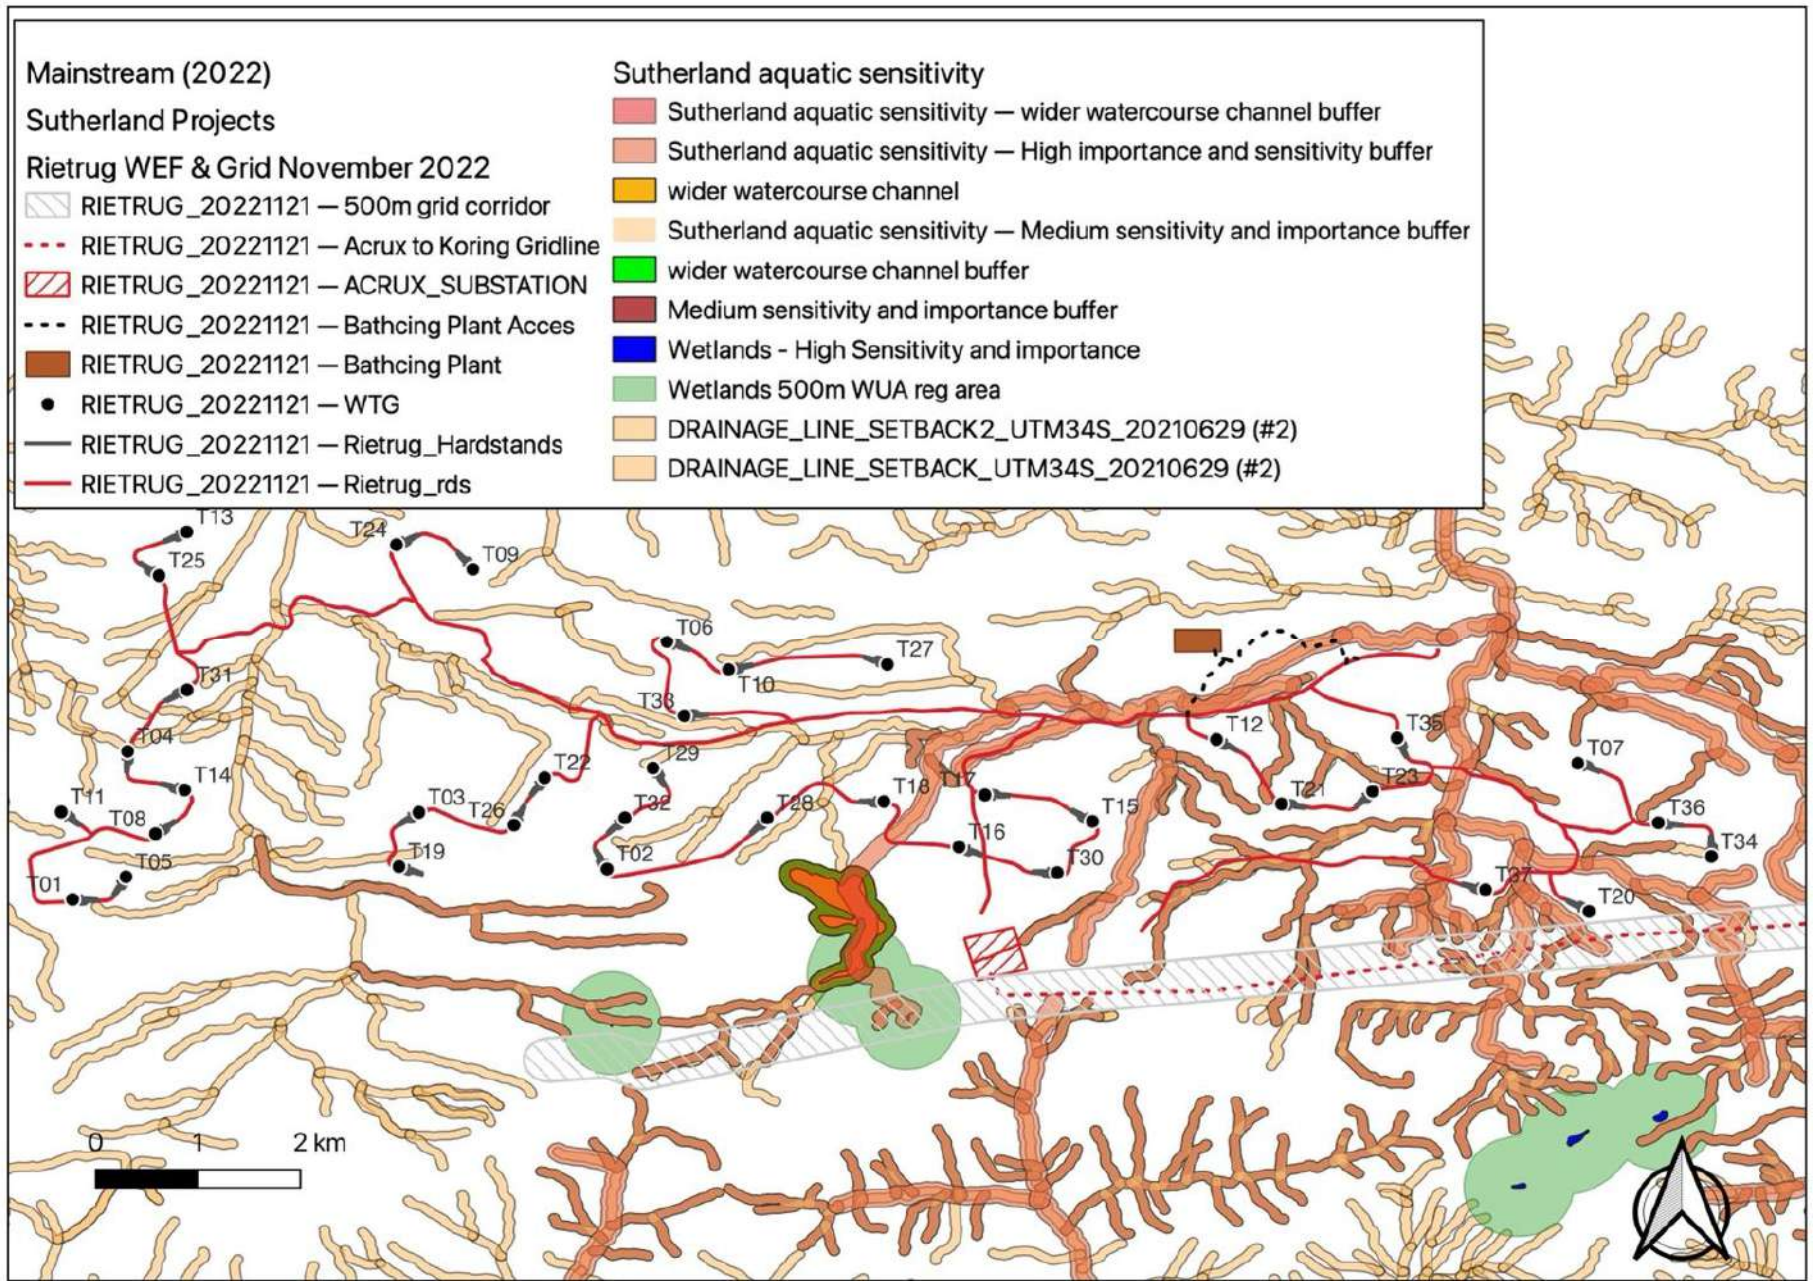 Mainstream (2022)
Sutherland Projects
Rietrug WEF & Grid November 2022
RIETRUG_20221121 — 500m grid corridor
RIETRUG_20221121 — Acrux to Koring Gridline
RIETRUG_20221121 — ACRUX_SUBSTATION
RIETRUG_20221121 — Bathcing Plant Acces
RIETRUG_20221121 — Bathcing Plant
RIETRUG_20221121 — WTG
RIETRUG_20221121 — Rietrug_Hardstands
RIETRUG_20221121 — Rietrug_rds
Sutherland aquatic sensitivity
Sutherland aquatic sensitivity — wider watercourse channel buffer
Sutherland aquatic sensitivity — High importance and sensitivity buffer
wider watercourse channel
Sutherland aquatic sensitivity — Medium sensitivity and importance buffer
wider watercourse channel buffer
Medium sensitivity and importance buffer
Wetlands - High Sensitivity and importance
Wetlands 500m WUA reg area
DRAINAGE_LINE_SETBACK2_UTM34S_20210629 (#2)
DRAINAGE_LINE_SETBACK_UTM34S_20210629 (#2)
T13
T24
T25
T09
T06
T27
T31
T10
T33
T12
T35
T04
T29
T07
T22
T14
T17
T23
T18
T21
T11
T03
T28
T15
T36
T08
T26
T32
T16
T34
T19
T02
T30
T05
T01
T37
T20
0 1 2 km